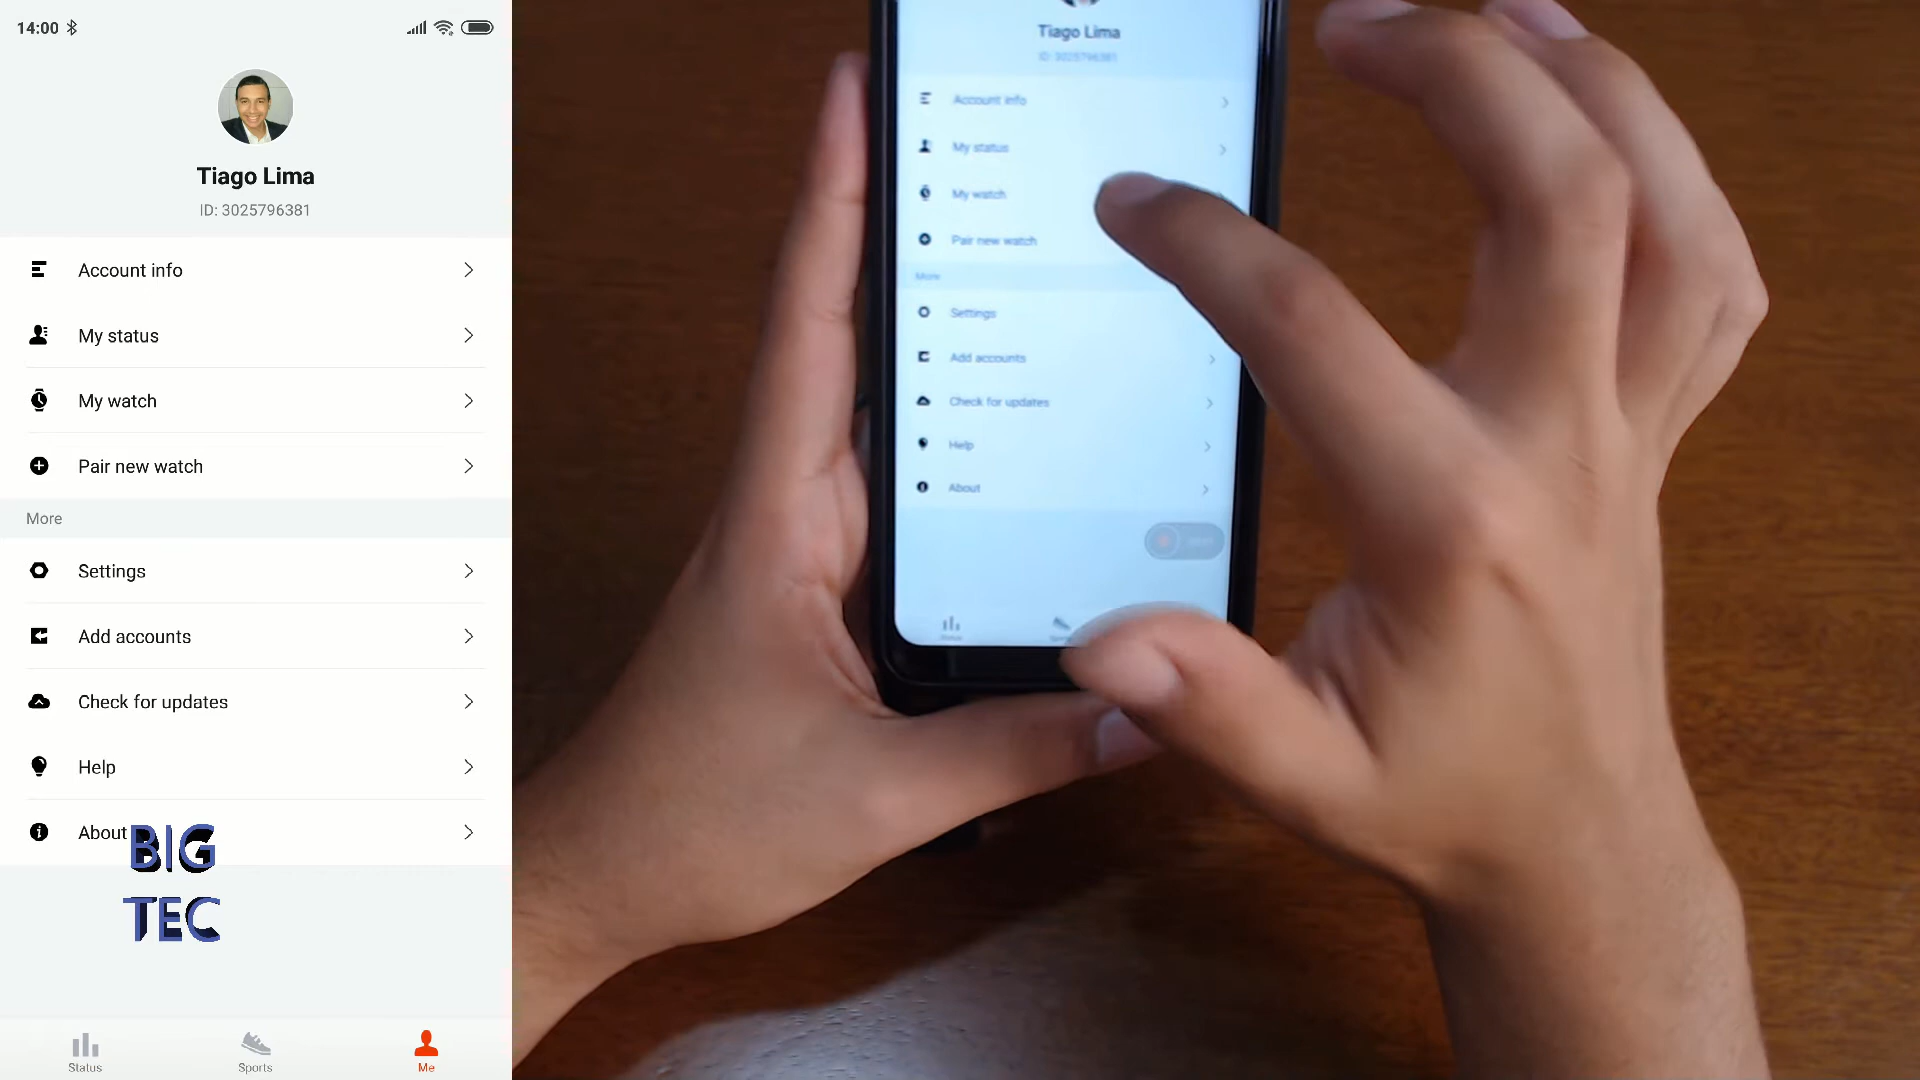 14:00
Tiago Lima
ID: 3025796381
Account info
My status
My watch
Pair new watch
More
Settings
Add accounts
Check for updates
Help
About
BIG
TEC
Status
Sports
Me
Tiago Lima
ID: 3025796381
Account info
My status
My watch
Pair new watch
More
Settings
Add accounts
Check for updates
Help
About
Status